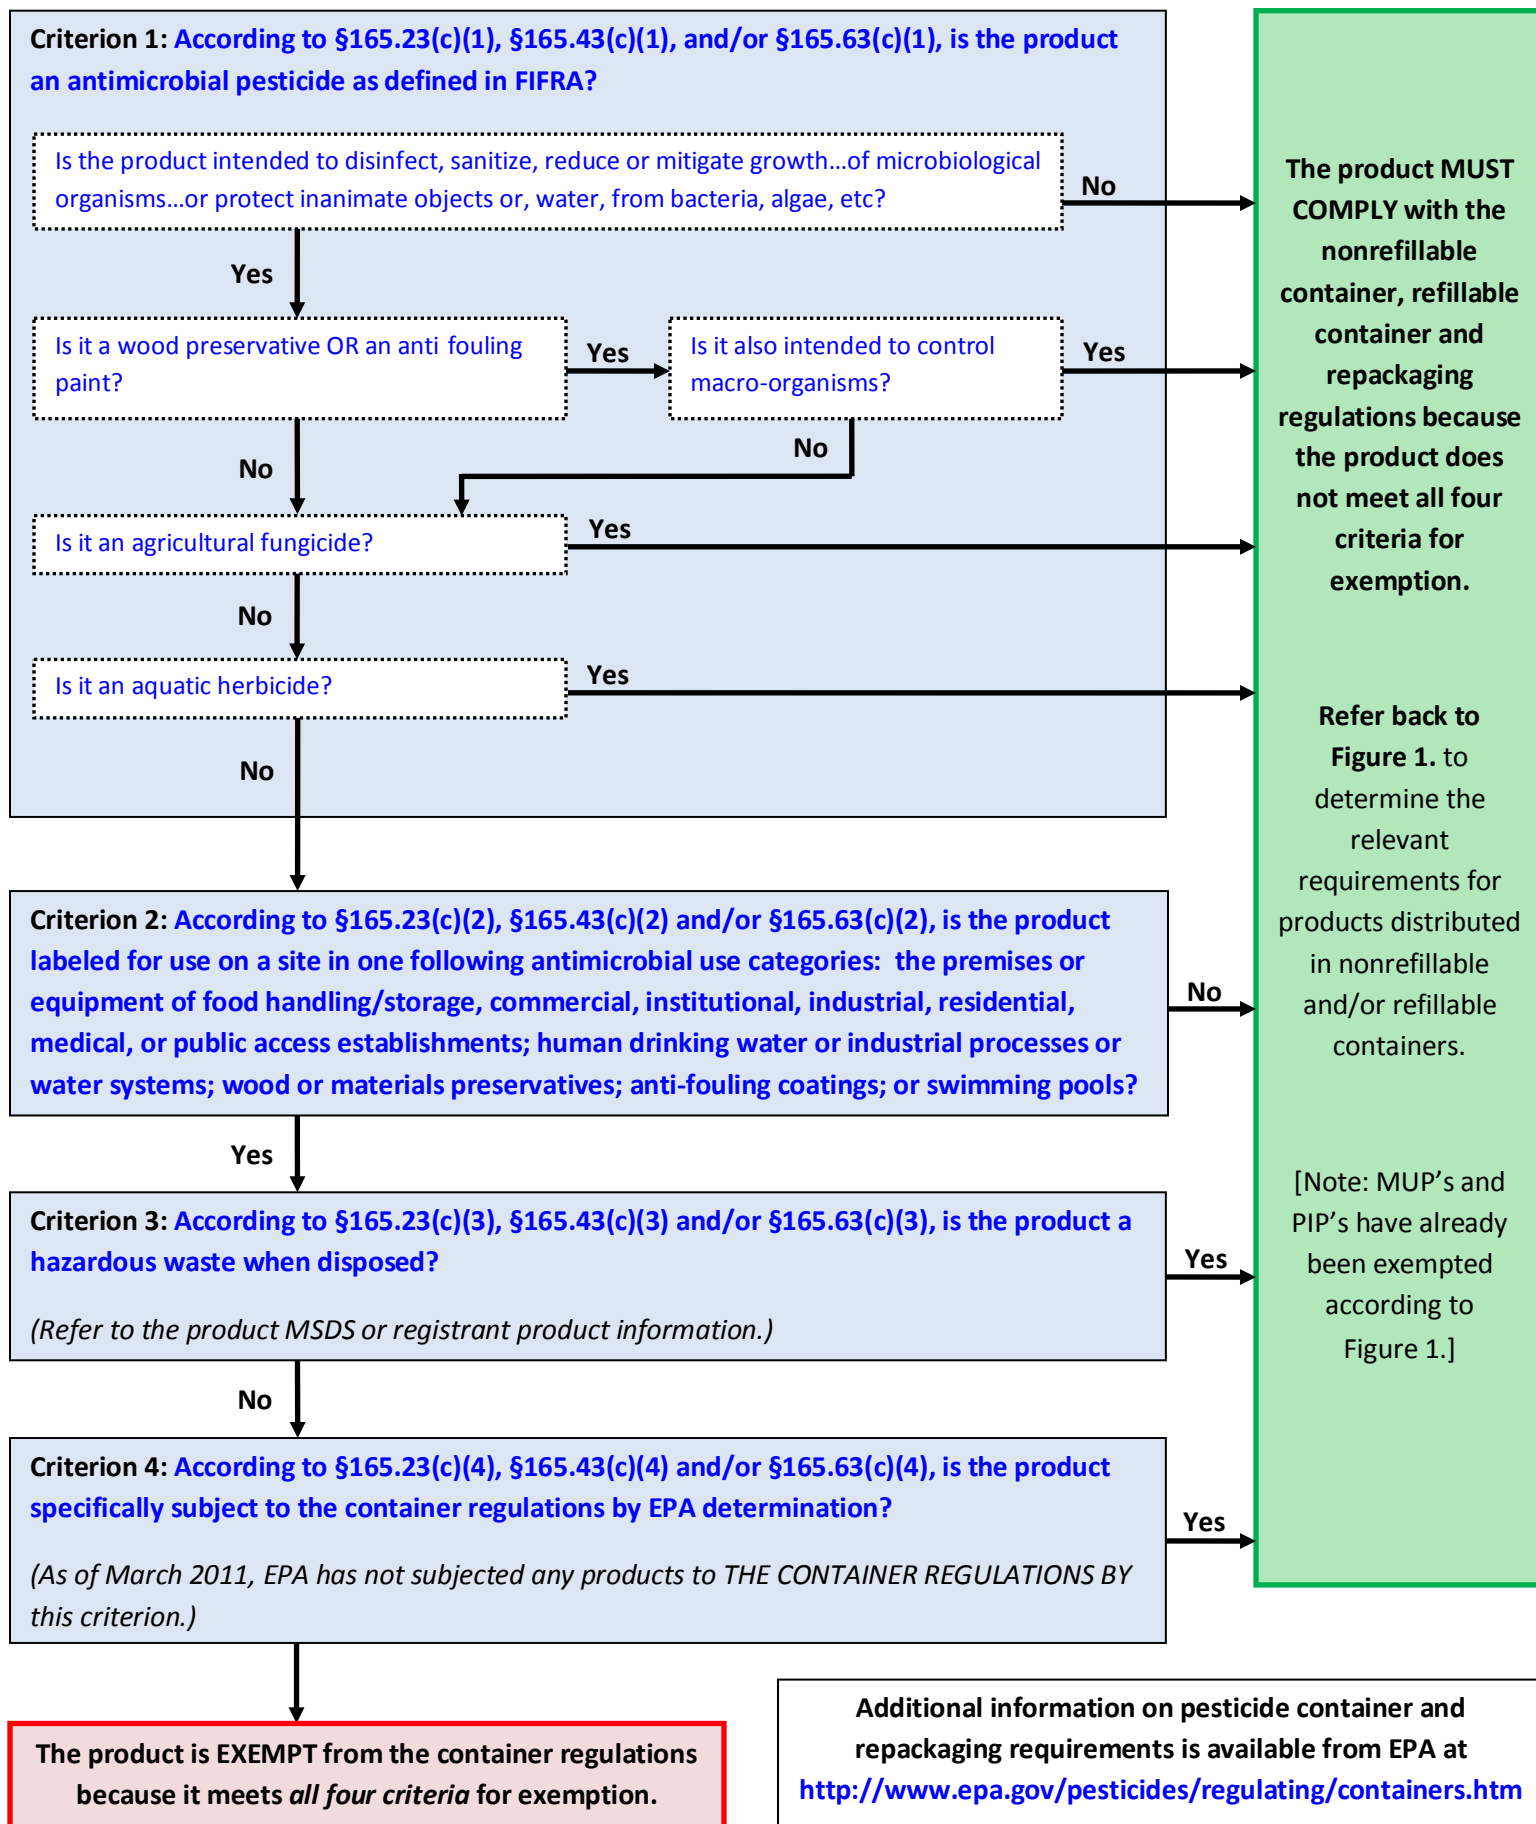 Criterion 1: According to §165.23(c)(1), §165.43(c)(1), and/or §165.63(c)(1), is the product
an antimicrobial pesticide as defined in FIFRA?
Is the product intended to disinfect, sanitize, reduce or mitigate growth...of microbiological
organisms...or protect inanimate objects or, water, from bacteria, algae, etc?
No
Yes
Is it a wood preservative OR an anti fouling
paint?
Yes
Is it also intended to control
macro-organisms?
Yes
No
No
Is it an agricultural fungicide?
Yes
No
Is it an aquatic herbicide?
Yes
No
Criterion 2: According to §165.23(c)(2), §165.43(c)(2) and/or §165.63(c)(2), is the product
labeled for use on a site in one following antimicrobial use categories:  the premises or
equipment of food handling/storage, commercial, institutional, industrial, residential,
medical, or public access establishments; human drinking water or industrial processes or
water systems; wood or materials preservatives; anti-fouling coatings; or swimming pools?
No
Yes
Criterion 3: According to §165.23(c)(3), §165.43(c)(3) and/or §165.63(c)(3), is the product a
hazardous waste when disposed?
(Refer to the product MSDS or registrant product information.)
Yes
No
Criterion 4: According to §165.23(c)(4), §165.43(c)(4) and/or §165.63(c)(4), is the product
specifically subject to the container regulations by EPA determination?
(As of March 2011, EPA has not subjected any products to THE CONTAINER REGULATIONS BY
this criterion.)
Yes
The product is EXEMPT from the container regulations
because it meets all four criteria for exemption.
The product MUST
COMPLY with the
nonrefillable
container, refillable
container and
repackaging
regulations because
the product does
not meet all four
criteria for
exemption.
Refer back to
Figure 1. to
determine the
relevant
requirements for
products distributed
in nonrefillable
and/or refillable
containers.
[Note: MUP’s and
PIP’s have already
been exempted
according to
Figure 1.]
Additional information on pesticide container and
repackaging requirements is available from EPA at
http://www.epa.gov/pesticides/regulating/containers.htm